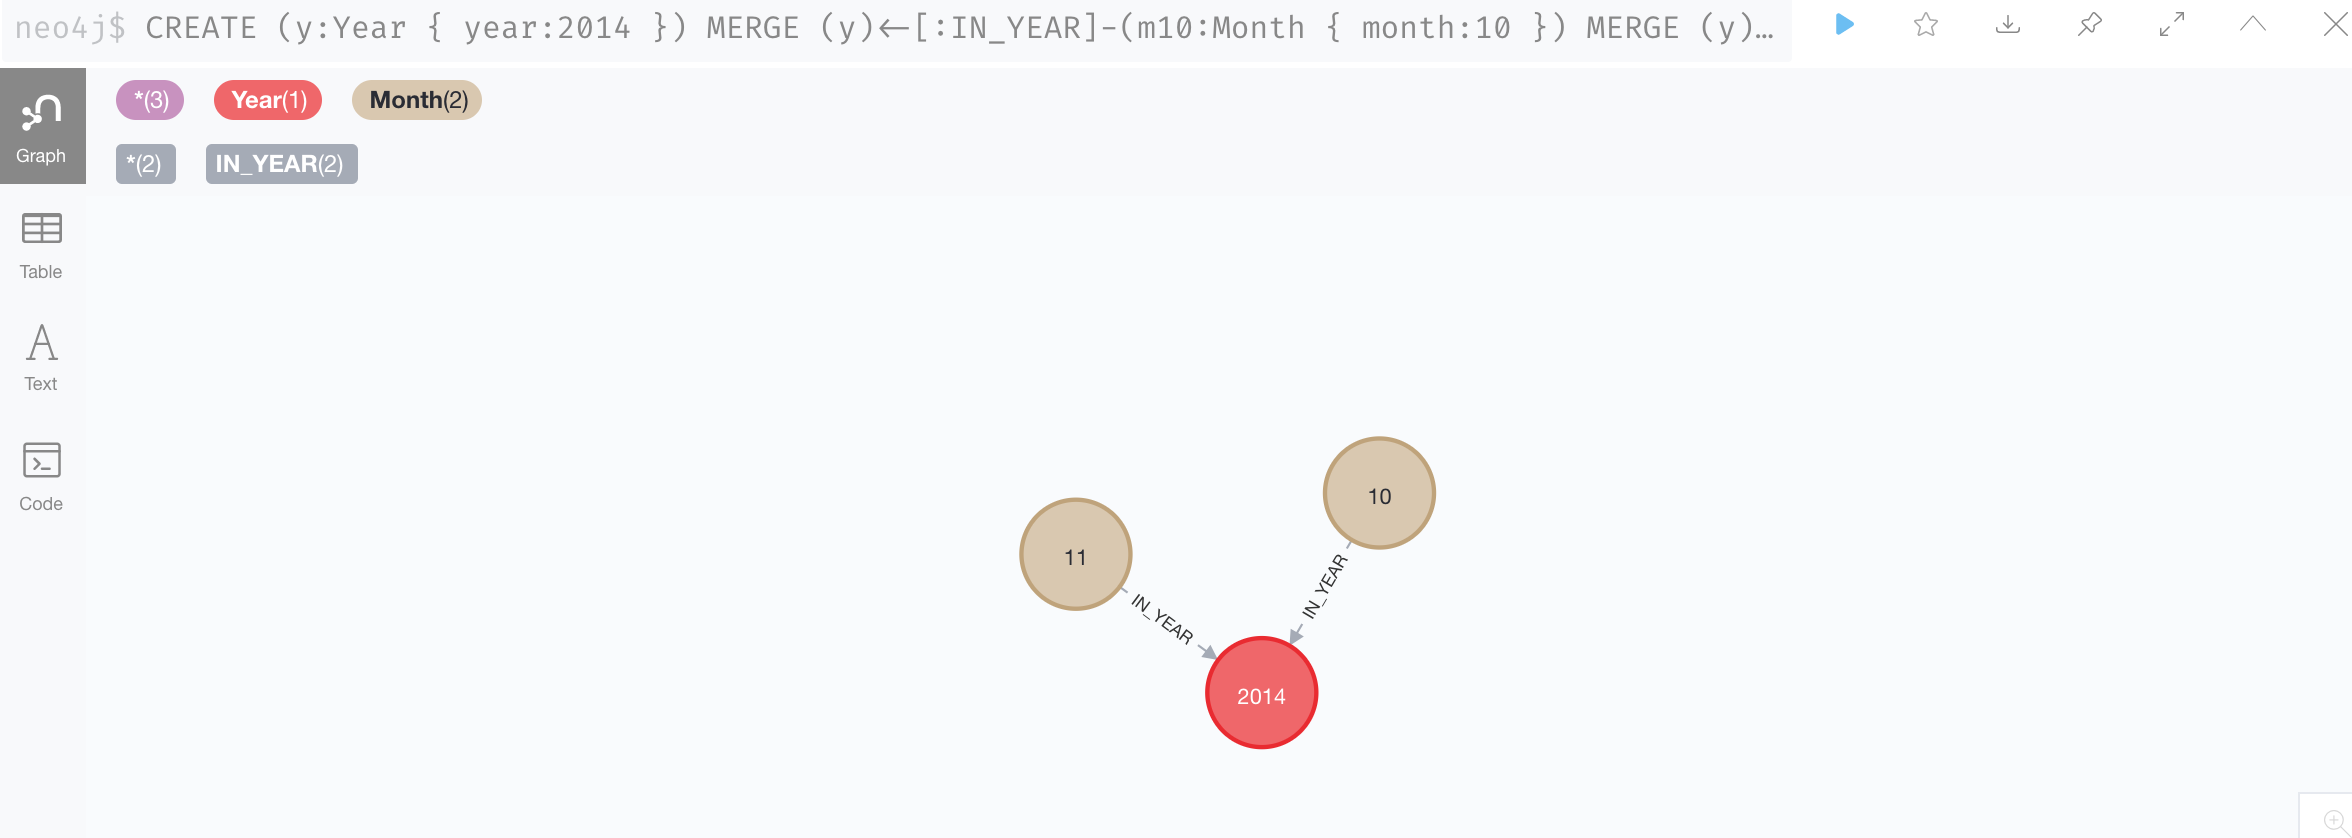 neo4j$ CREATE (y:Year { year:2014 }) MERGE (y)<-[:IN_YEAR]-(m10:Month { month:10 }) MERGE (y)…
*(3) Year(1) Month(2)
Graph
*(2) IN_YEAR(2)
Table
Text
Code
10
11
IN_YEAR
IN_YEAR
2014